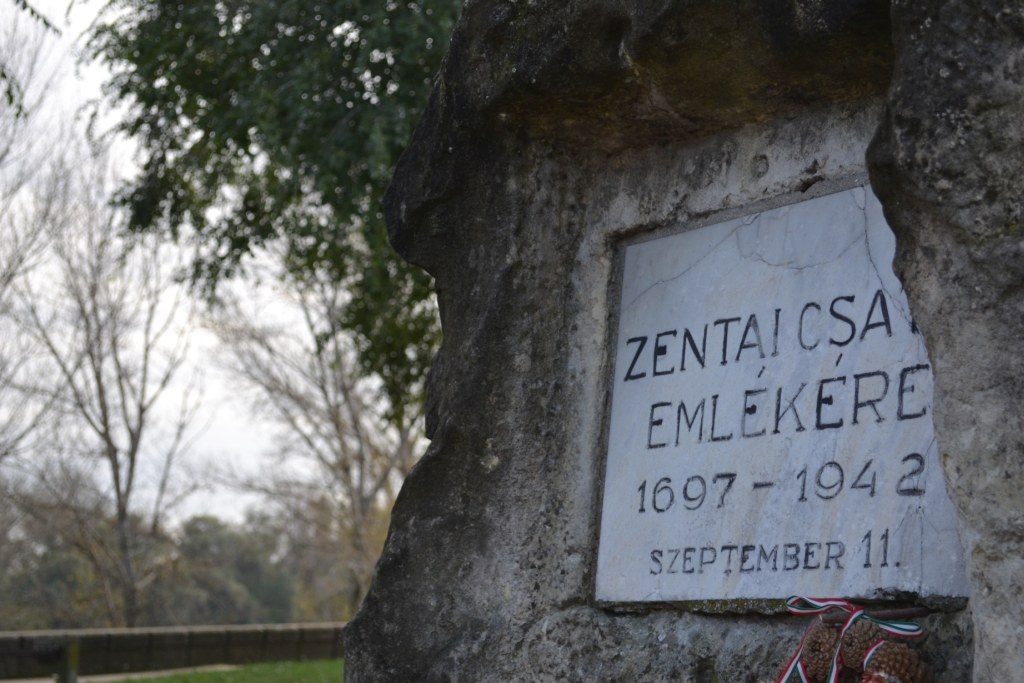 ZENTAI CSA
EMLÉKÉRE
1697 - 1942
SZEPTEMBER 11.